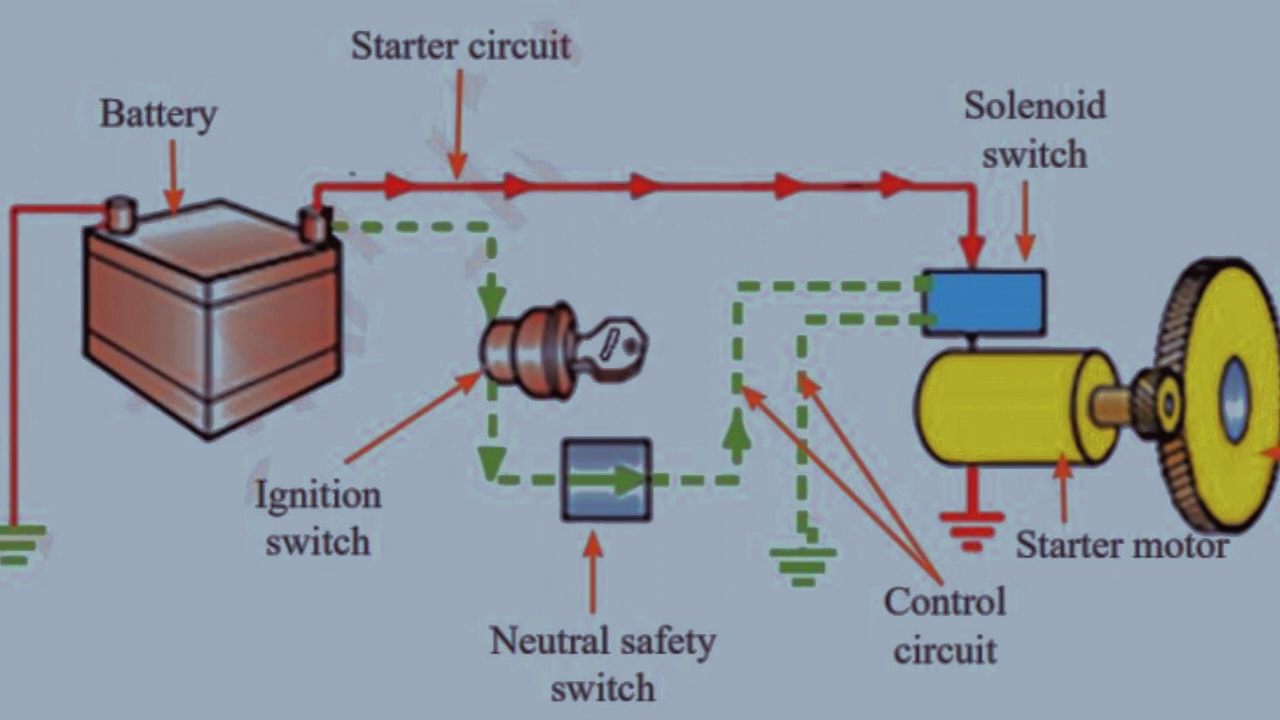 Starter circuit
Battery
Solenoid
switch
Ignition
switch
Starter motor
Control
circuit
Neutral safety
switch